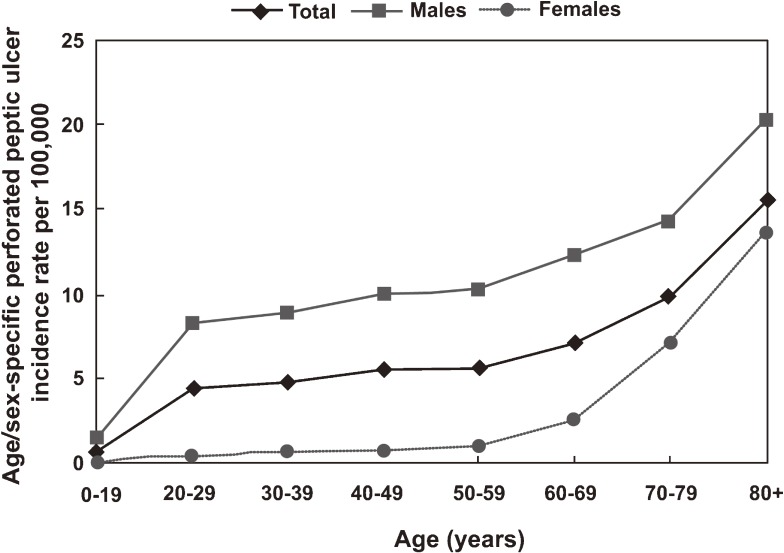 Total Males Females
Age/sex-specific perforated peptic ulcer
incidence rate per 100,000
25
20
15
10
5
0
0-19 20-29 30-39 40-49 50-59 60-69 70-79 80+
Age (years)